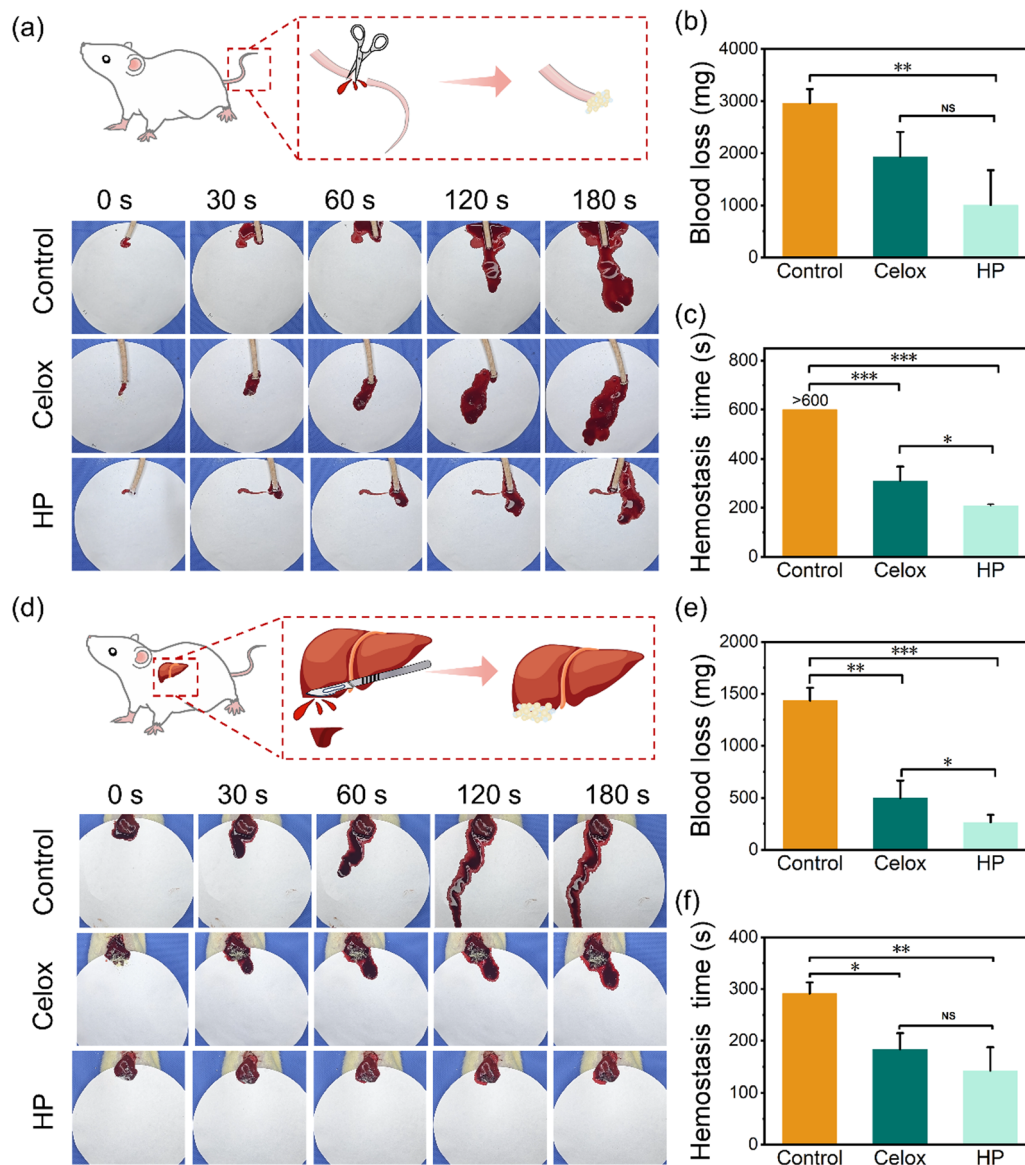 (a)
0 s 30 s 60 s 120 s 180 s
Control
Celox
HP
(b)
Blood loss (mg)
4000
3000
2000
1000
0
**
NS
Control Celox HP
(c)
Hemostasis time (s)
800
600
400
200
0
>600
***
***
*
Control Celox HP
(d)
0 s 30 s 60 s 120 s 180 s
Control
Celox
HP
(e)
Blood loss (mg)
2000
1500
1000
500
0
***
**
*
Control Celox HP
(f)
Hemostasis time (s)
400
300
200
100
0
**
*
NS
Control Celox HP